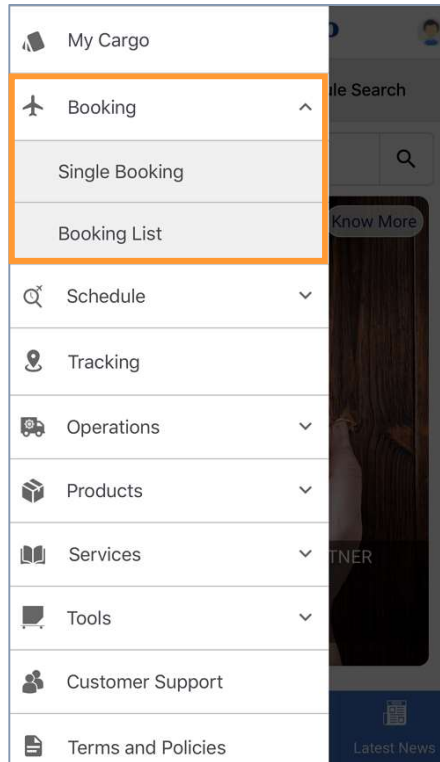 My Cargo
Booking
Single Booking
Booking List
Schedule
Tracking
Operations
Products
Services
Tools
Customer Support
Terms and Policies
le Search
Know More
TNER
Latest News